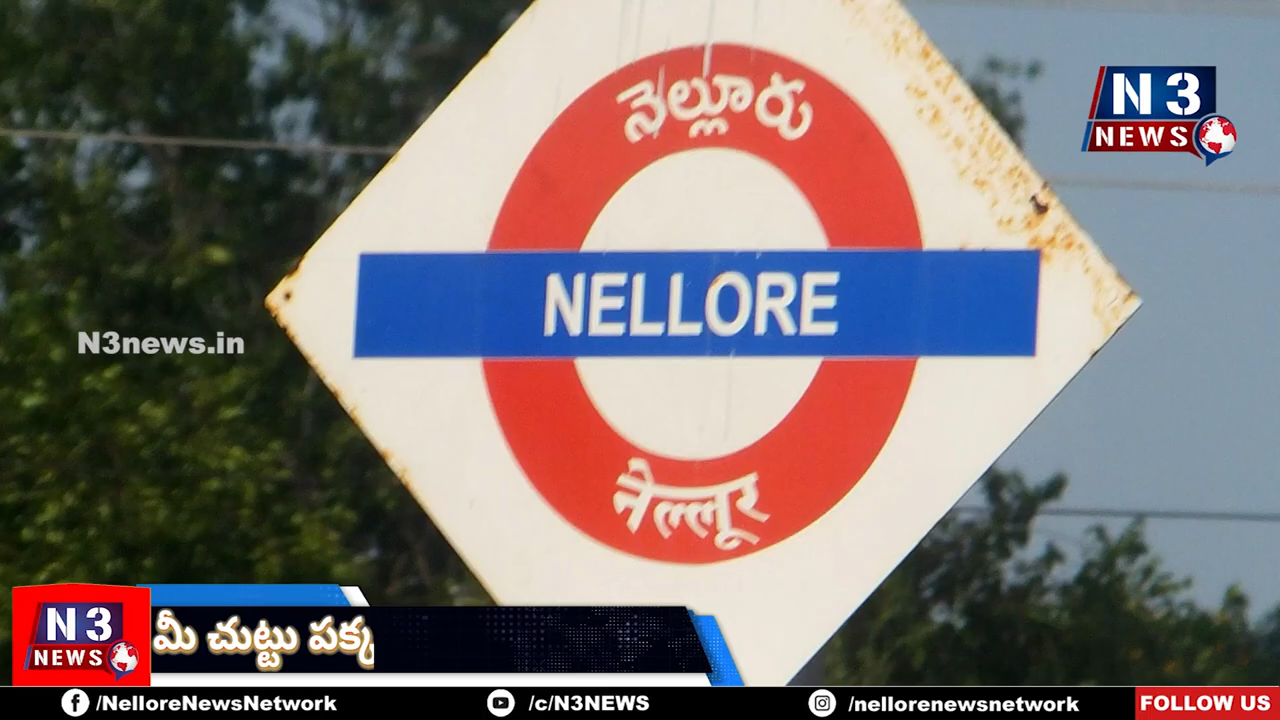 నెల్లూరు
N3
NEWS
NELLORE
N3news.in
नेल्लूर
N3
NEWS
మీ చుట్టు పక్క
/NelloreNewsNetwork
/c/N3NEWS
/nellorenewsnetwork
FOLLOW US